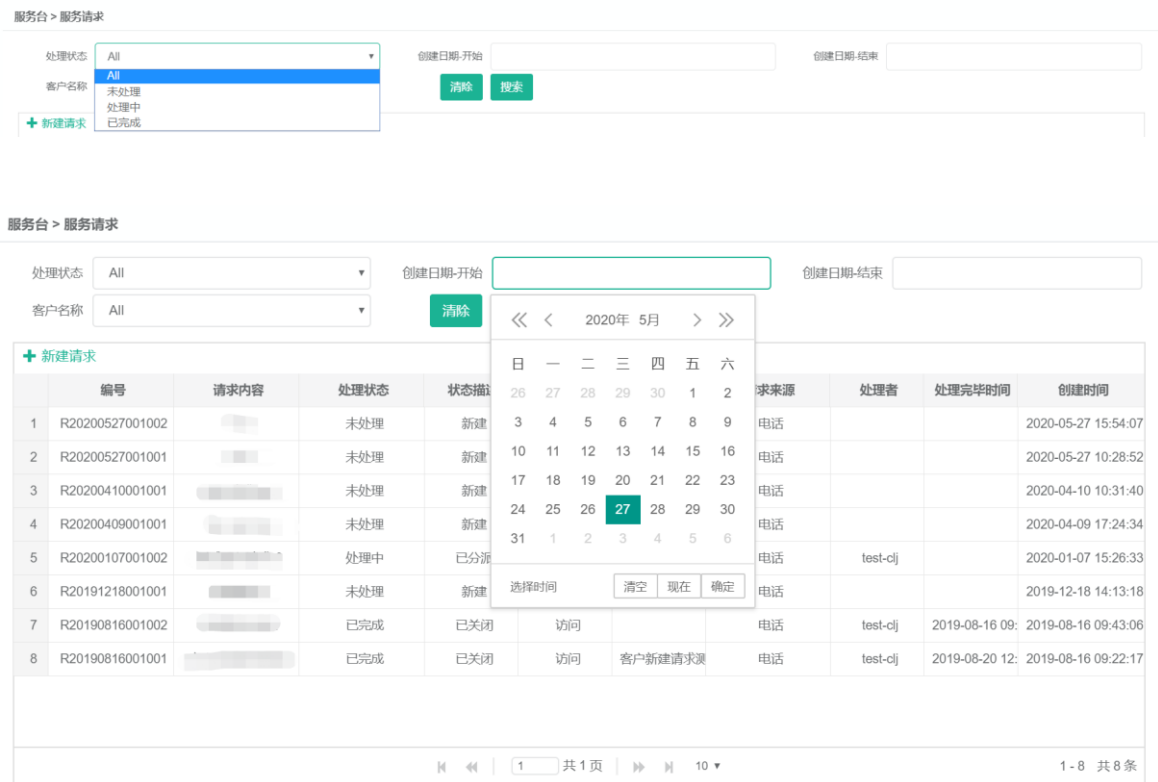 服务台 > 服务请求
处理状态 All 创建日期-开始 创建日期-结束
All
客户名称 未处理 清除 搜索
处理中
+ 新建请求 已完成
服务台 > 服务请求
处理状态 All 创建日期-开始 创建日期-结束
客户名称 All 清除
2020年 5月
日 一 二 三 四 五 六
26 27 28 29 30 1 2
3 4 5 6 7 8 9
10 11 12 13 14 15 16
17 18 19 20 21 22 23
24 25 26 27 28 29 30
31 1 2 3 4 5 6
选择时间 清空 现在 确定
+ 新建请求
编号 请求内容 处理状态 状态描 求来源 处理者 处理完毕时间 创建时间
1 R20200527001002 未处理 新建 电话 2020-05-27 15:54:07
2 R20200527001001 未处理 新建 电话 2020-05-27 10:28:52
3 R20200410001001 未处理 新建 电话 2020-04-10 10:31:40
4 R20200409001001 未处理 新建 电话 2020-04-09 17:24:34
5 R20200107001002 处理中 已分派 电话 test-clj 2020-01-07 15:26:33
6 R20191218001001 未处理 新建 电话 2019-12-18 14:13:18
7 R20190816001002 已完成 已关闭 访问 电话 test-clj 2019-08-16 09: 2019-08-16 09:43:06
8 R20190816001001 已完成 已关闭 访问 客户新建请求测 电话 test-clj 2019-08-20 12: 2019-08-16 09:22:17
1 共 1 页 10 1 - 8 共 8 条